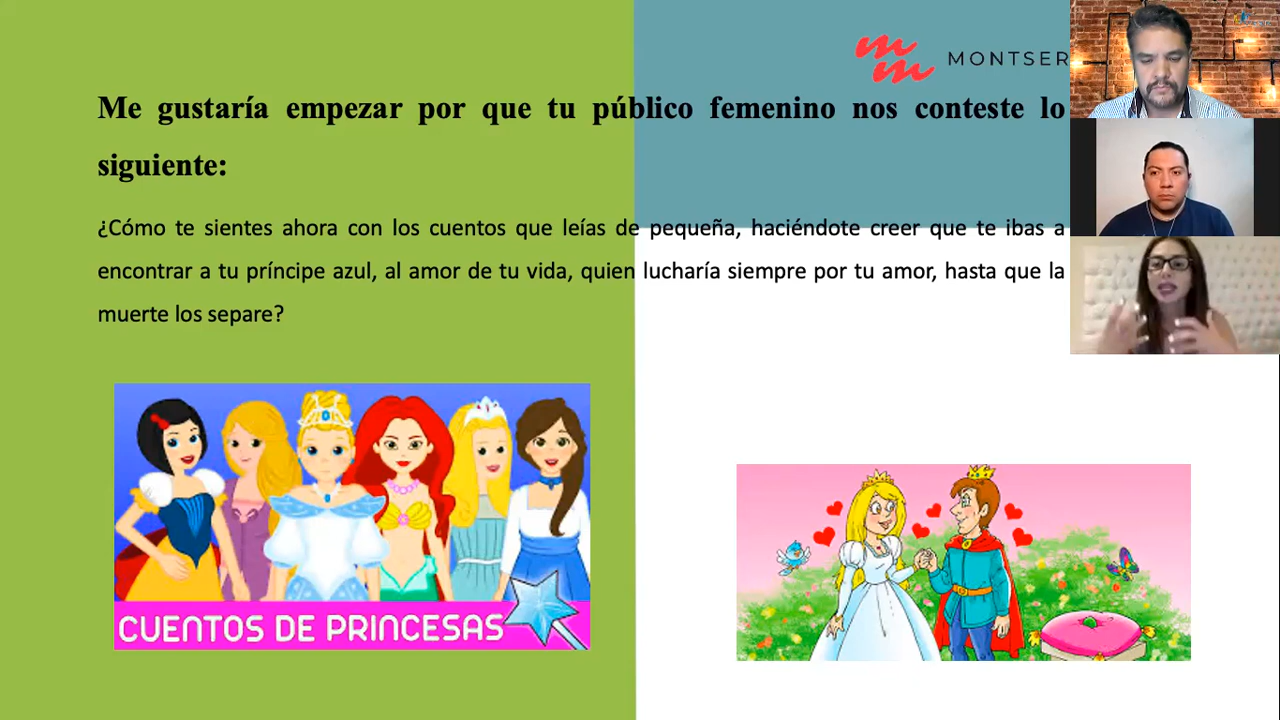 mm MONTSER
Me gustaría empezar por que tu público femenino nos conteste lo
siguiente:
¿Cómo te sientes ahora con los cuentos que leías de pequeña, haciéndote creer que te ibas a
encontrar a tu príncipe azul, al amor de tu vida, quien lucharía siempre por tu amor, hasta que la
muerte los separe?
CUENTOS DE PRINCESAS